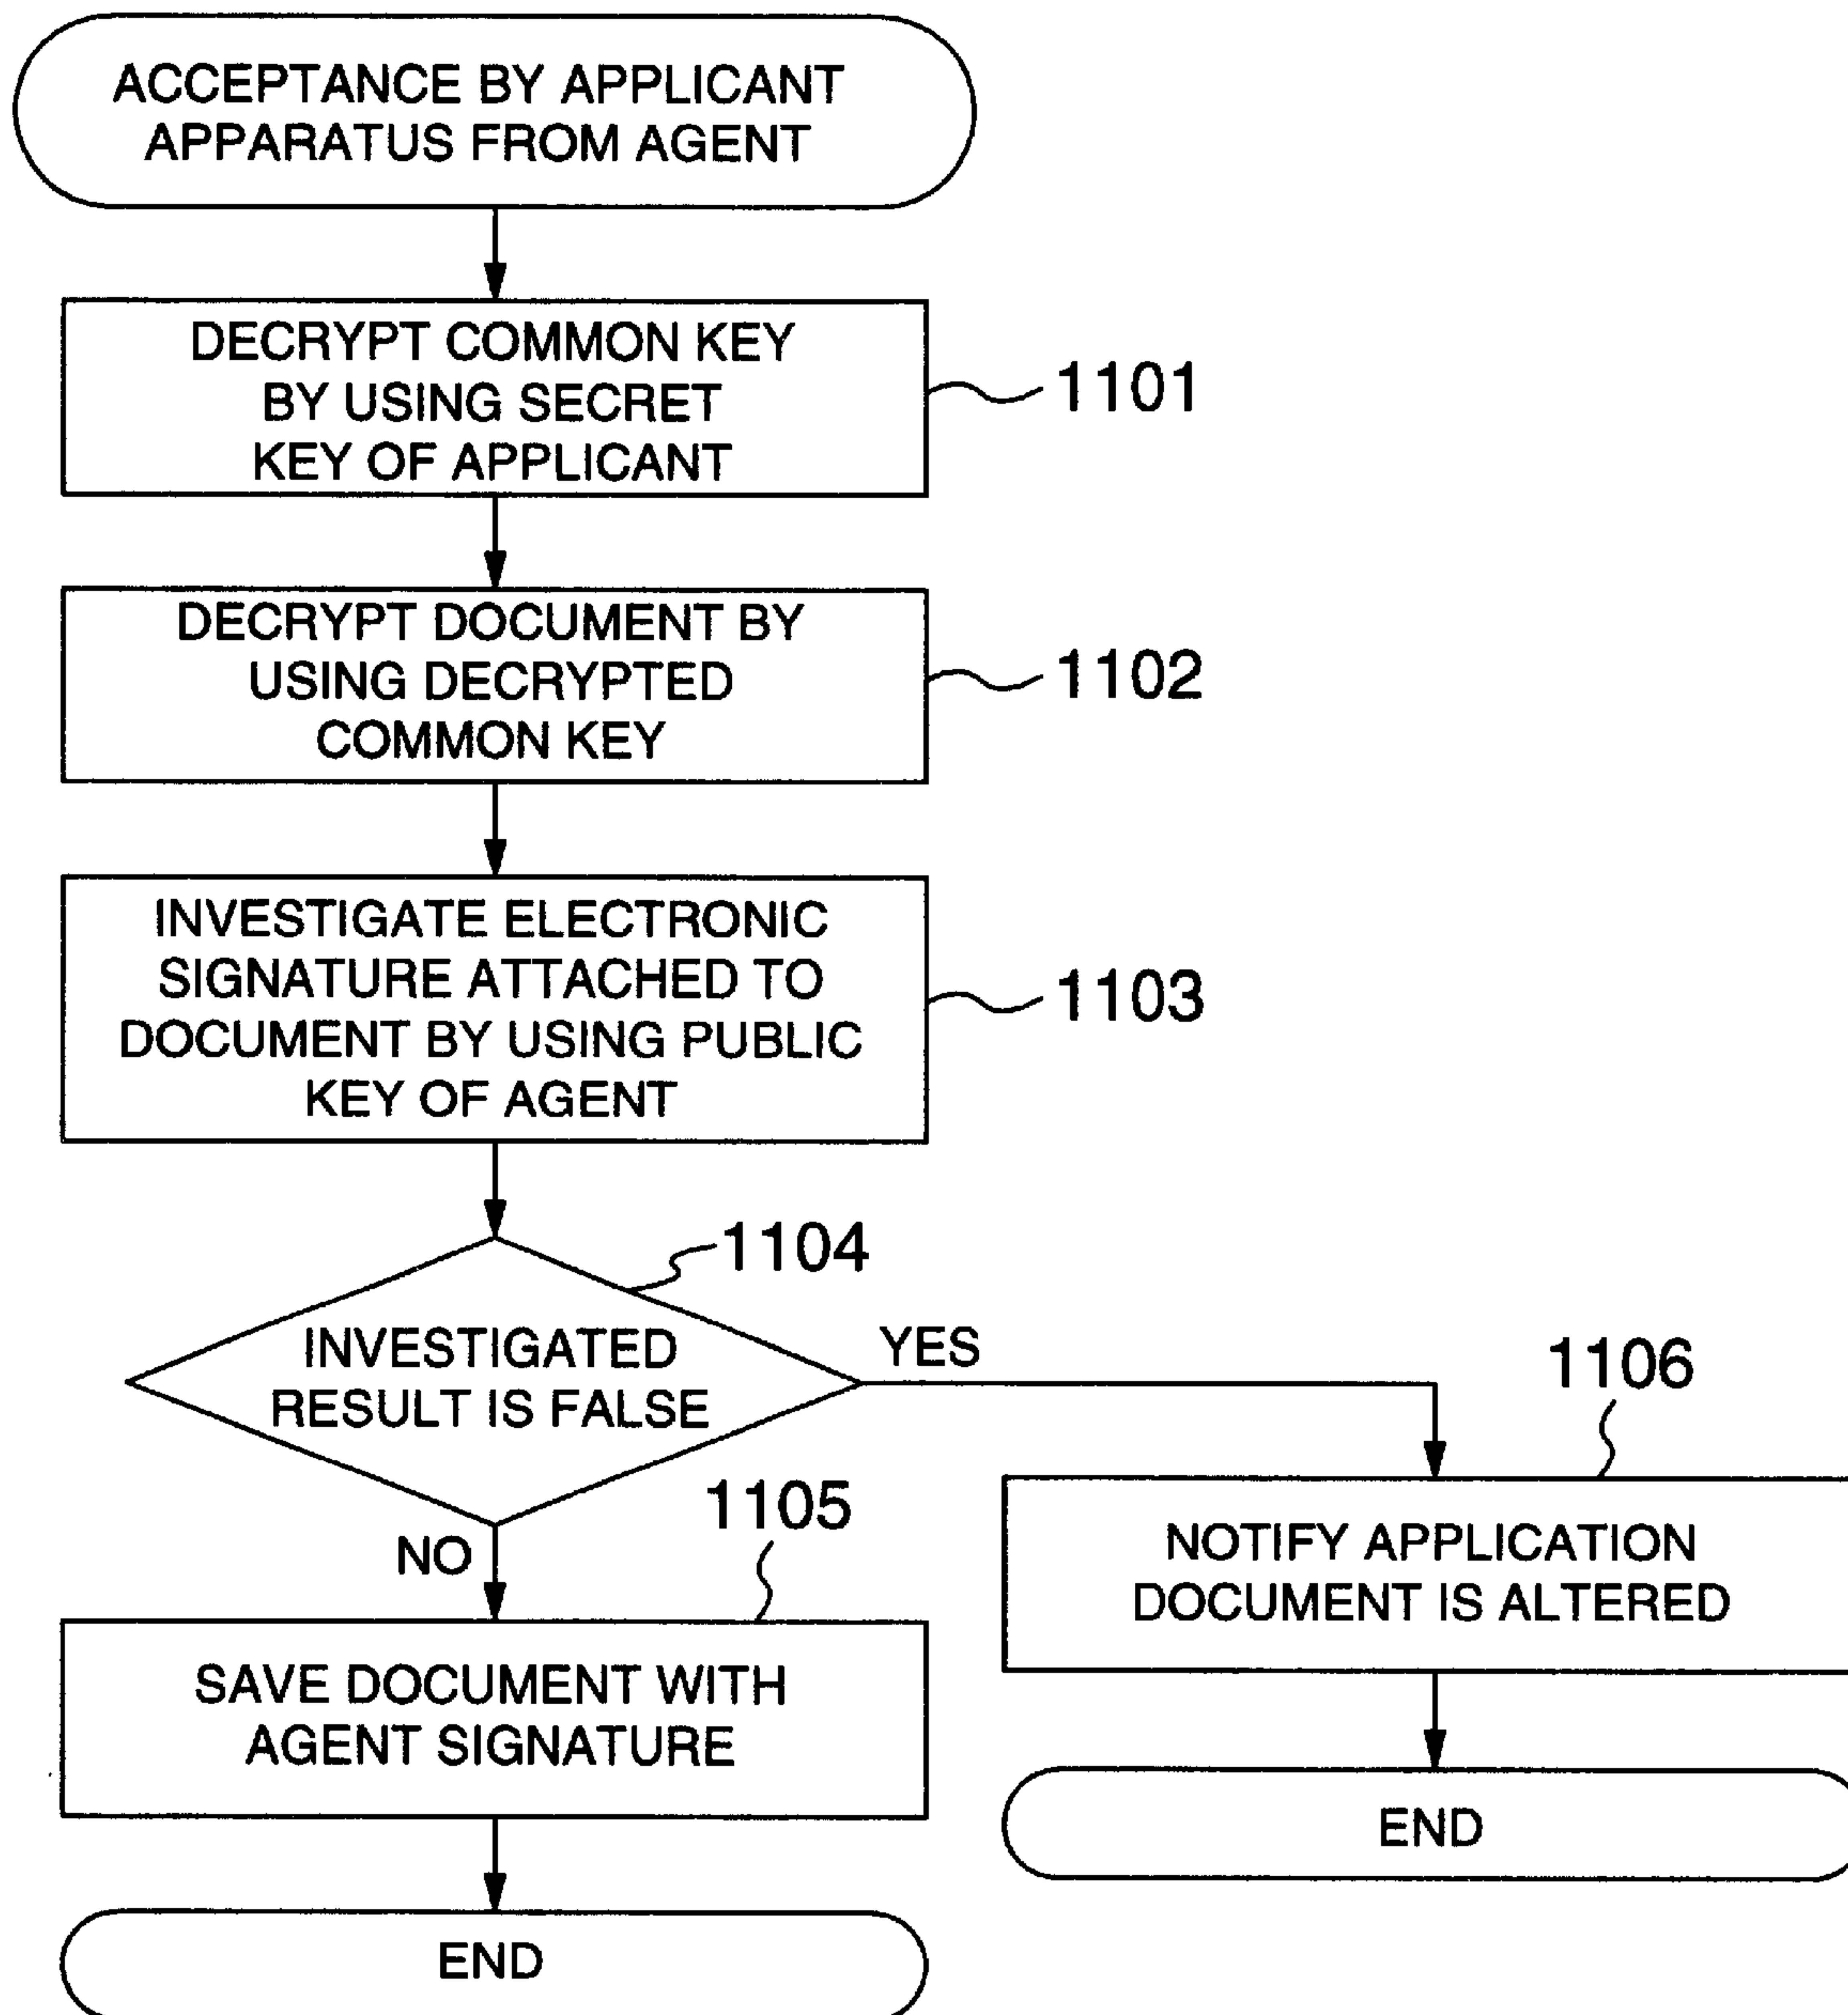 ACCEPTANCE BY APPLICANT
APPARATUS FROM AGENT
DECRYPT COMMON KEY
BY USING SECRET
KEY OF APPLICANT
1101
DECRYPT DOCUMENT BY
USING DECRYPTED
COMMON KEY
1102
INVESTIGATE ELECTRONIC
SIGNATURE ATTACHED TO
DOCUMENT BY USING PUBLIC
KEY OF AGENT
1103
1104
INVESTIGATED
RESULT IS FALSE
YES
NO
1105
SAVE DOCUMENT WITH
AGENT SIGNATURE
END
1106
NOTIFY APPLICATION
DOCUMENT IS ALTERED
END